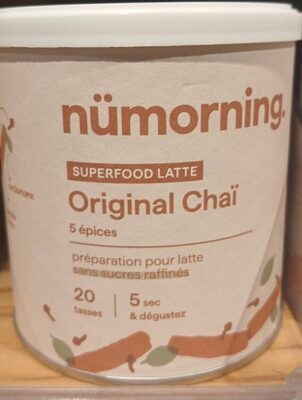 nümorning.
SUPERFOOD LATTE
Original Chaï
5 épices
préparation pour latte
sans sucres raffinés
20
tasses
5 sec
& dégustez